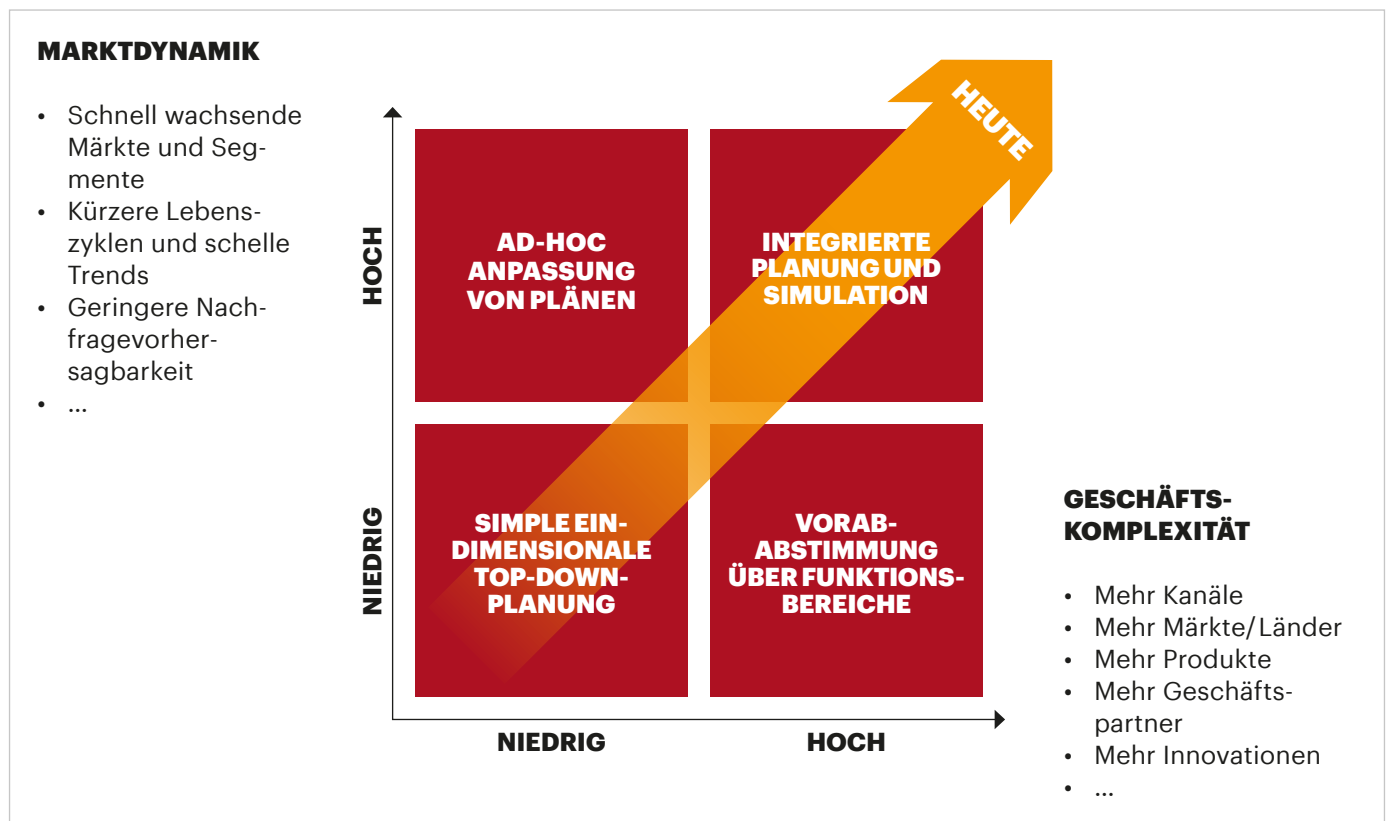 MARKTDYNAMIK
• Schnell wachsende
Märkte und Seg-
mente
• Kürzere Lebens-
zyklen und schelle
Trends
• Geringere Nach-
fragevorher-
sagbarkeit
• ...
HEUTE
HOCH
AD-HOC
ANPASSUNG
VON PLÄNEN
INTEGRIERTE
PLANUNG UND
SIMULATION
NIEDRIG
SIMPLE EIN-
DIMENSIONALE
TOP-DOWN-
PLANUNG
VORAB-
ABSTIMMUNG
ÜBER FUNKTIONS-
BEREICHE
NIEDRIG
HOCH
GESCHÄFTS-
KOMPLEXITÄT
• Mehr Kanäle
• Mehr Märkte/Länder
• Mehr Produkte
• Mehr Geschäfts-
partner
• Mehr Innovationen
• ...